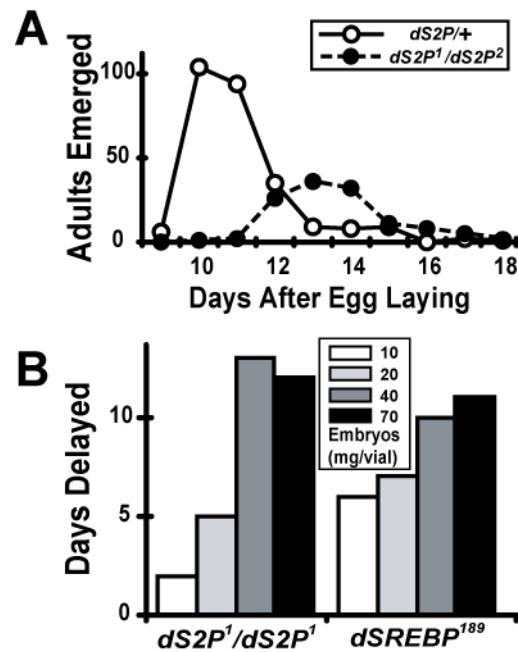 A
dS2P/+
dS2P¹/dS2P²
Adults Emerged
100
50
0
10 12 14 16 18
Days After Egg Laying
B
Days Delayed
10
5
0
10
20
40
70
Embryos
(mg/vial)
dS2P¹/dS2P¹ dSREBP¹⁸⁹